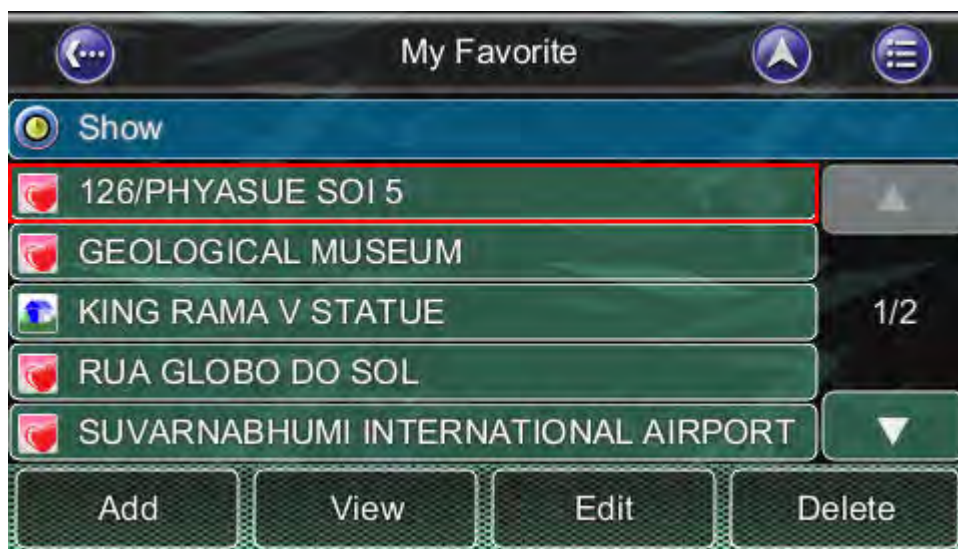 My Favorite
Show
126/PHYASUE SOI 5
GEOLOGICAL MUSEUM
KING RAMA V STATUE
1/2
RUA GLOBO DO SOL
SUVARNABHUMI INTERNATIONAL AIRPORT
Add View Edit Delete